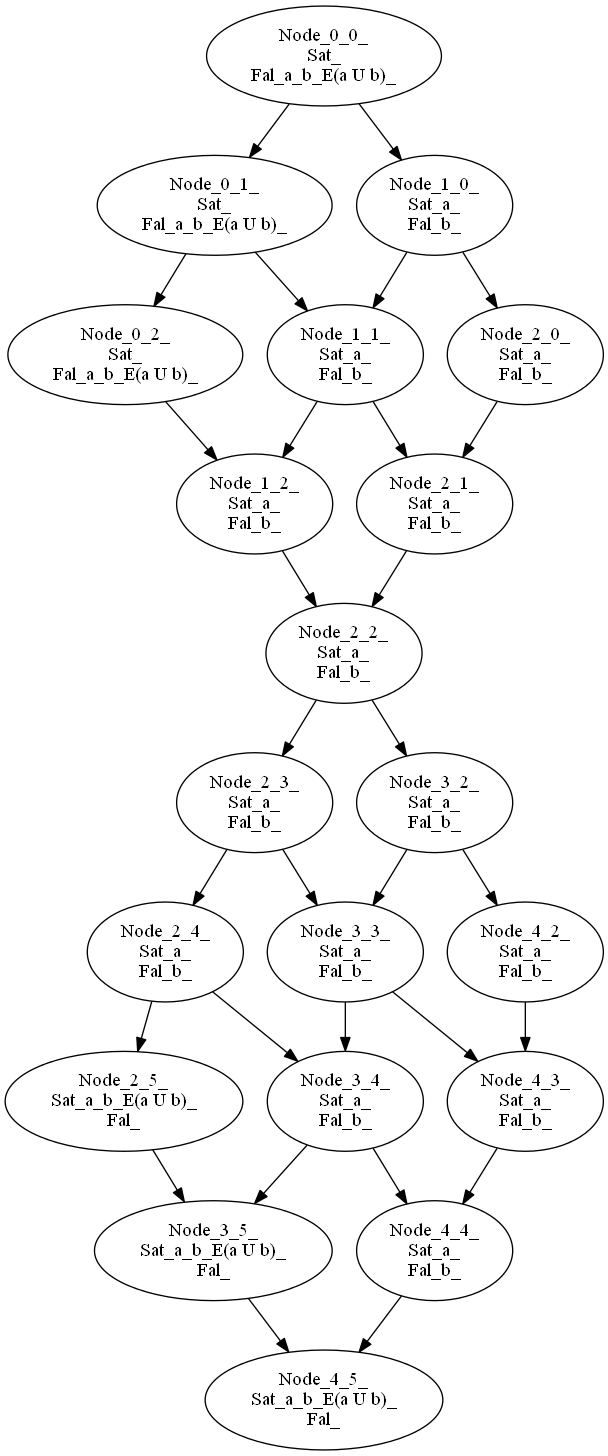 Node_0_0_
Sat_
Fal_a_b_E(a U b)_
Node_0_1_
Sat_
Fal_a_b_E(a U b)_
Node_1_0_
Sat_a_
Fal_b_
Node_0_2_
Sat_
Fal_a_b_E(a U b)_
Node_1_1_
Sat_a_
Fal_b_
Node_2_0_
Sat_a_
Fal_b_
Node_1_2_
Sat_a_
Fal_b_
Node_2_1_
Sat_a_
Fal_b_
Node_2_2_
Sat_a_
Fal_b_
Node_2_3_
Sat_a_
Fal_b_
Node_3_2_
Sat_a_
Fal_b_
Node_2_4_
Sat_a_
Fal_b_
Node_3_3_
Sat_a_
Fal_b_
Node_4_2_
Sat_a_
Fal_b_
Node_2_5_
Sat_a_b_E(a U b)_
Fal_
Node_3_4_
Sat_a_
Fal_b_
Node_4_3_
Sat_a_
Fal_b_
Node_3_5_
Sat_a_b_E(a U b)_
Fal_
Node_4_4_
Sat_a_
Fal_b_
Node_4_5_
Sat_a_b_E(a U b)_
Fal_